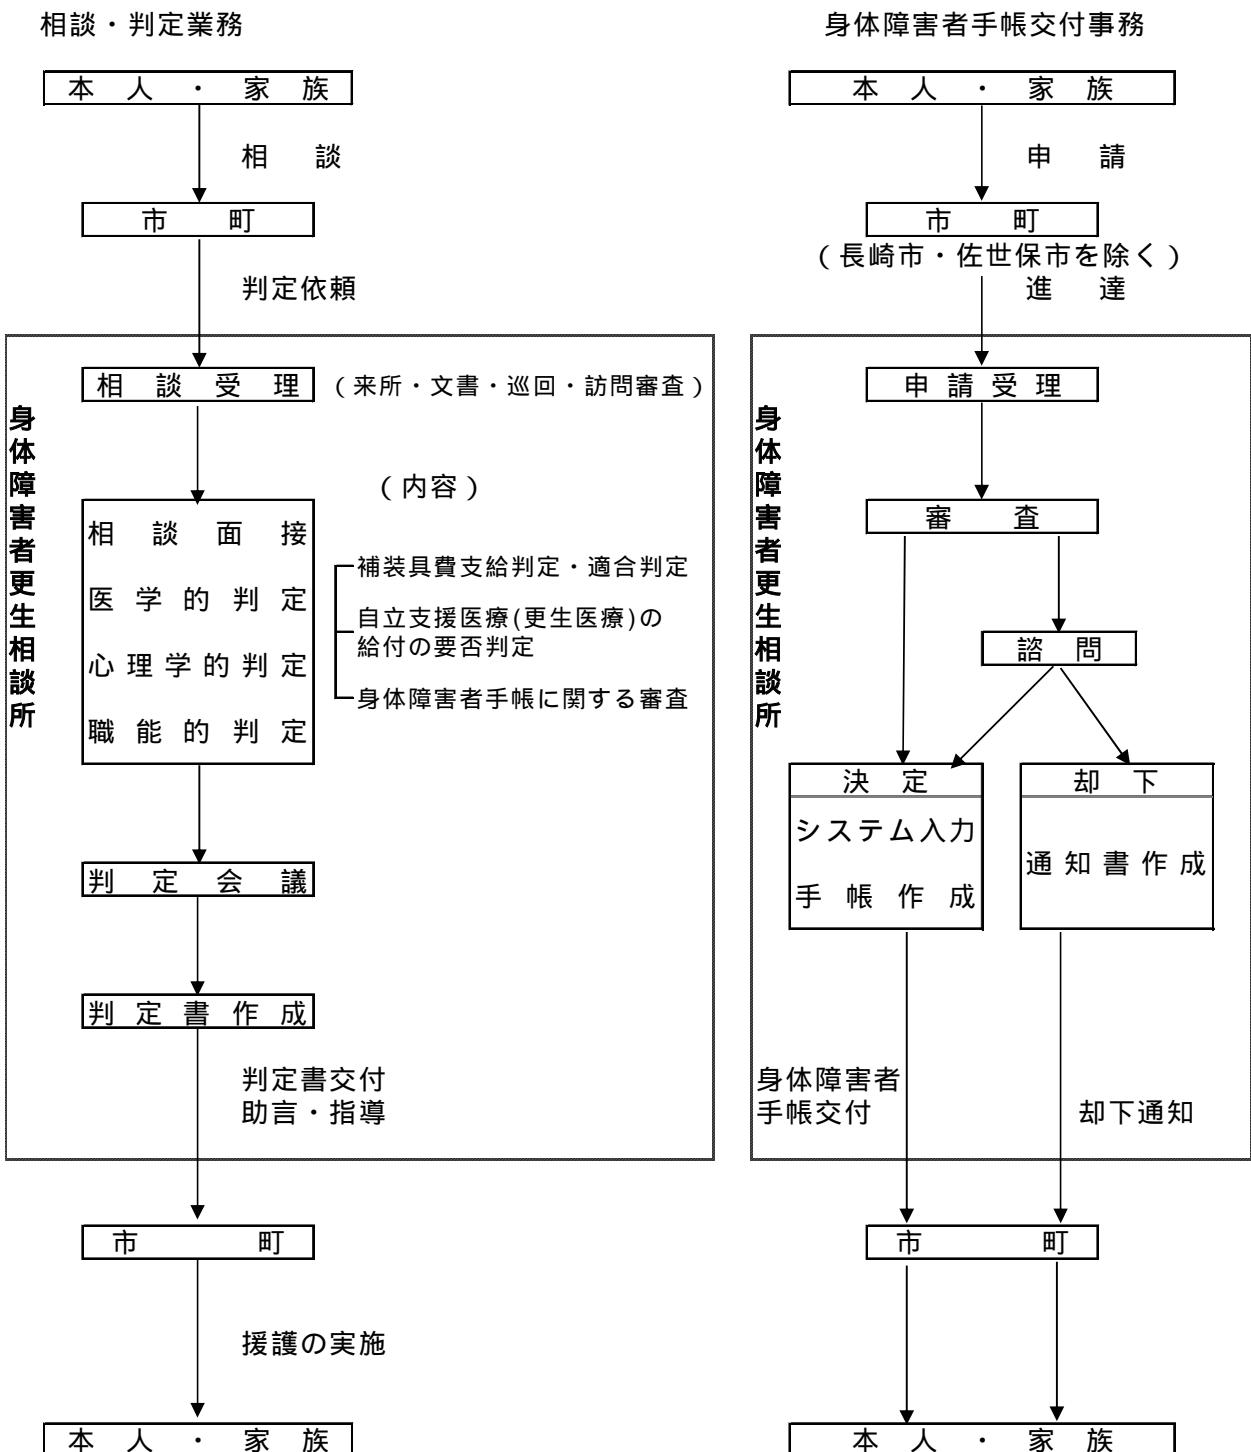 相談・判定業務
本人・家族
相談
市町
判定依頼
相談受理
(来所・文書・巡回・訪問審査)
身体障害者更生相談所
(内容)
相談面接
医学的判定
心理学的判定
職能的判定
補装具費支給判定・適合判定
自立支援医療(更生医療)の
給付の要否判定
身体障害者手帳に関する審査
判定会議
判定書作成
判定書交付
助言・指導
市町
援護の実施
本人・家族
身体障害者手帳交付事務
本人・家族
申請
市町
(長崎市・佐世保市を除く)
進達
申請受理
身体障害者更生相談所
審査
諮問
決定
システム入力
手帳作成
却下
通知書作成
身体障害者
手帳交付
却下通知
市町
本人・家族